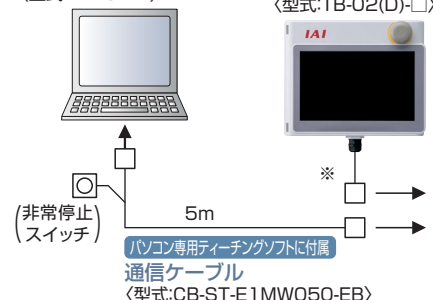 〈型式:TB-02(D)-□〉
IAI
※
(非常停止
スイッチ)
5m
パソコン専用ティーチングソフトに付属
通信ケーブル
〈型式:CB-ST-E1MW050-EB〉